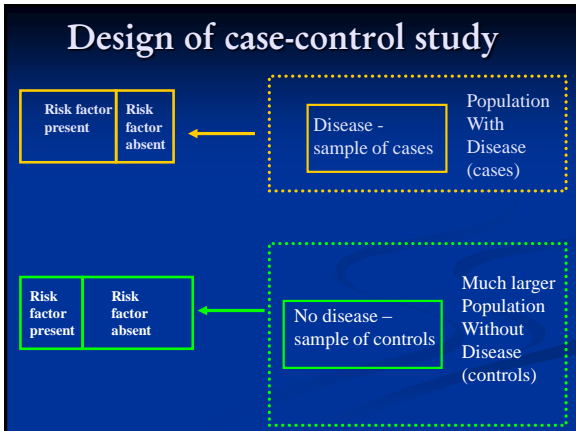 Design of case-control study
Risk factor
present
Risk
factor
absent
Disease -
sample of cases
Population
With
Disease
(cases)
Risk
factor
present
Risk
factor
absent
No disease –
sample of controls
Much larger
Population
Without
Disease
(controls)